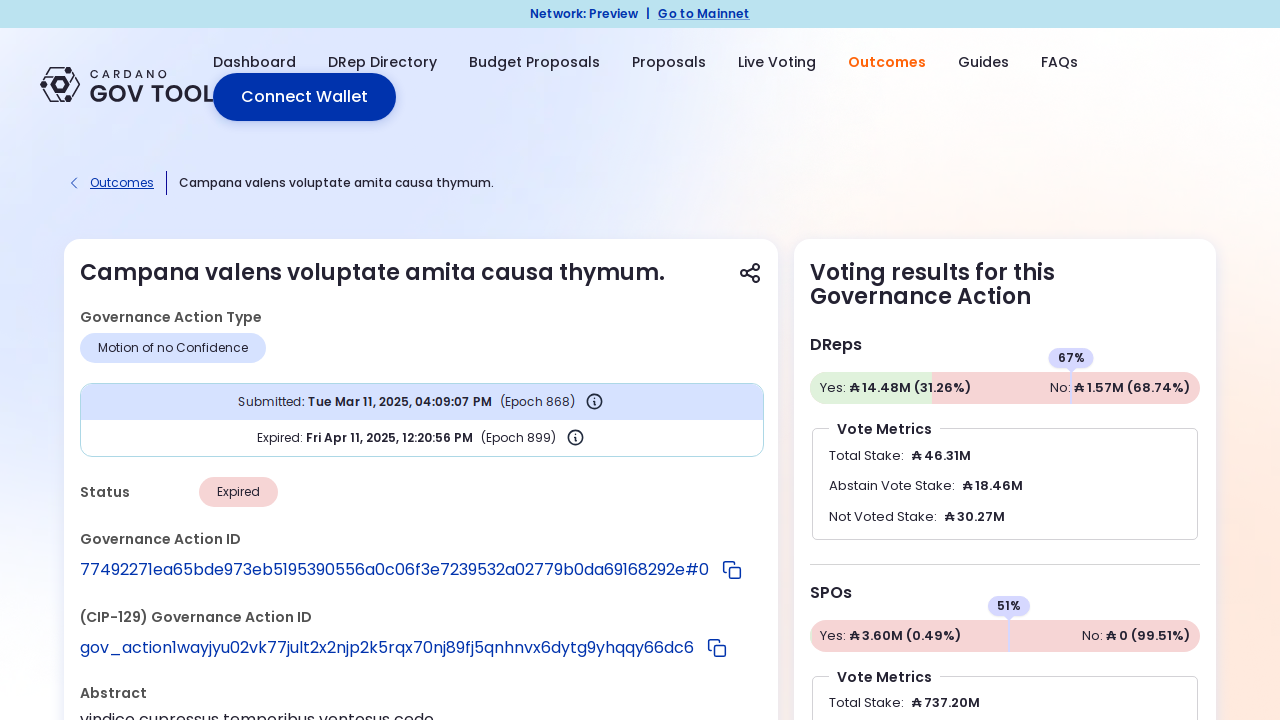 Network: Preview | Go to Mainnet
CARDANO
GOV TOOL
Dashboard DRep Directory Budget Proposals Proposals Live Voting Outcomes Guides FAQs
Connect Wallet
Outcomes Campana valens voluptate amita causa thymum.
Campana valens voluptate amita causa thymum.
Governance Action Type
Motion of no Confidence
Submitted: Tue Mar 11, 2025, 04:09:07 PM (Epoch 868)
Expired: Fri Apr 11, 2025, 12:20:56 PM (Epoch 899)
Status Expired
Governance Action ID
77492271ea65bde973eb5195390556a0c06f3e7239532a02779b0da69168292e#0
(CIP-129) Governance Action ID
gov_action1wayjyu02vk77jult2x2njp2k5rqx70nj89fj5qnhnvx6dytg9yhqqy66dc6
Abstract
vindico cupressus temporibus ventosus code
Voting results for this
Governance Action
DReps
67%
Yes: ₳ 14.48M (31.26%) No: ₳ 1.57M (68.74%)
Vote Metrics
Total Stake: ₳ 46.31M
Abstain Vote Stake: ₳ 18.46M
Not Voted Stake: ₳ 30.27M
SPOs
51%
Yes: ₳ 3.60M (0.49%) No: ₳ 0 (99.51%)
Vote Metrics
Total Stake: ₳ 737.20M